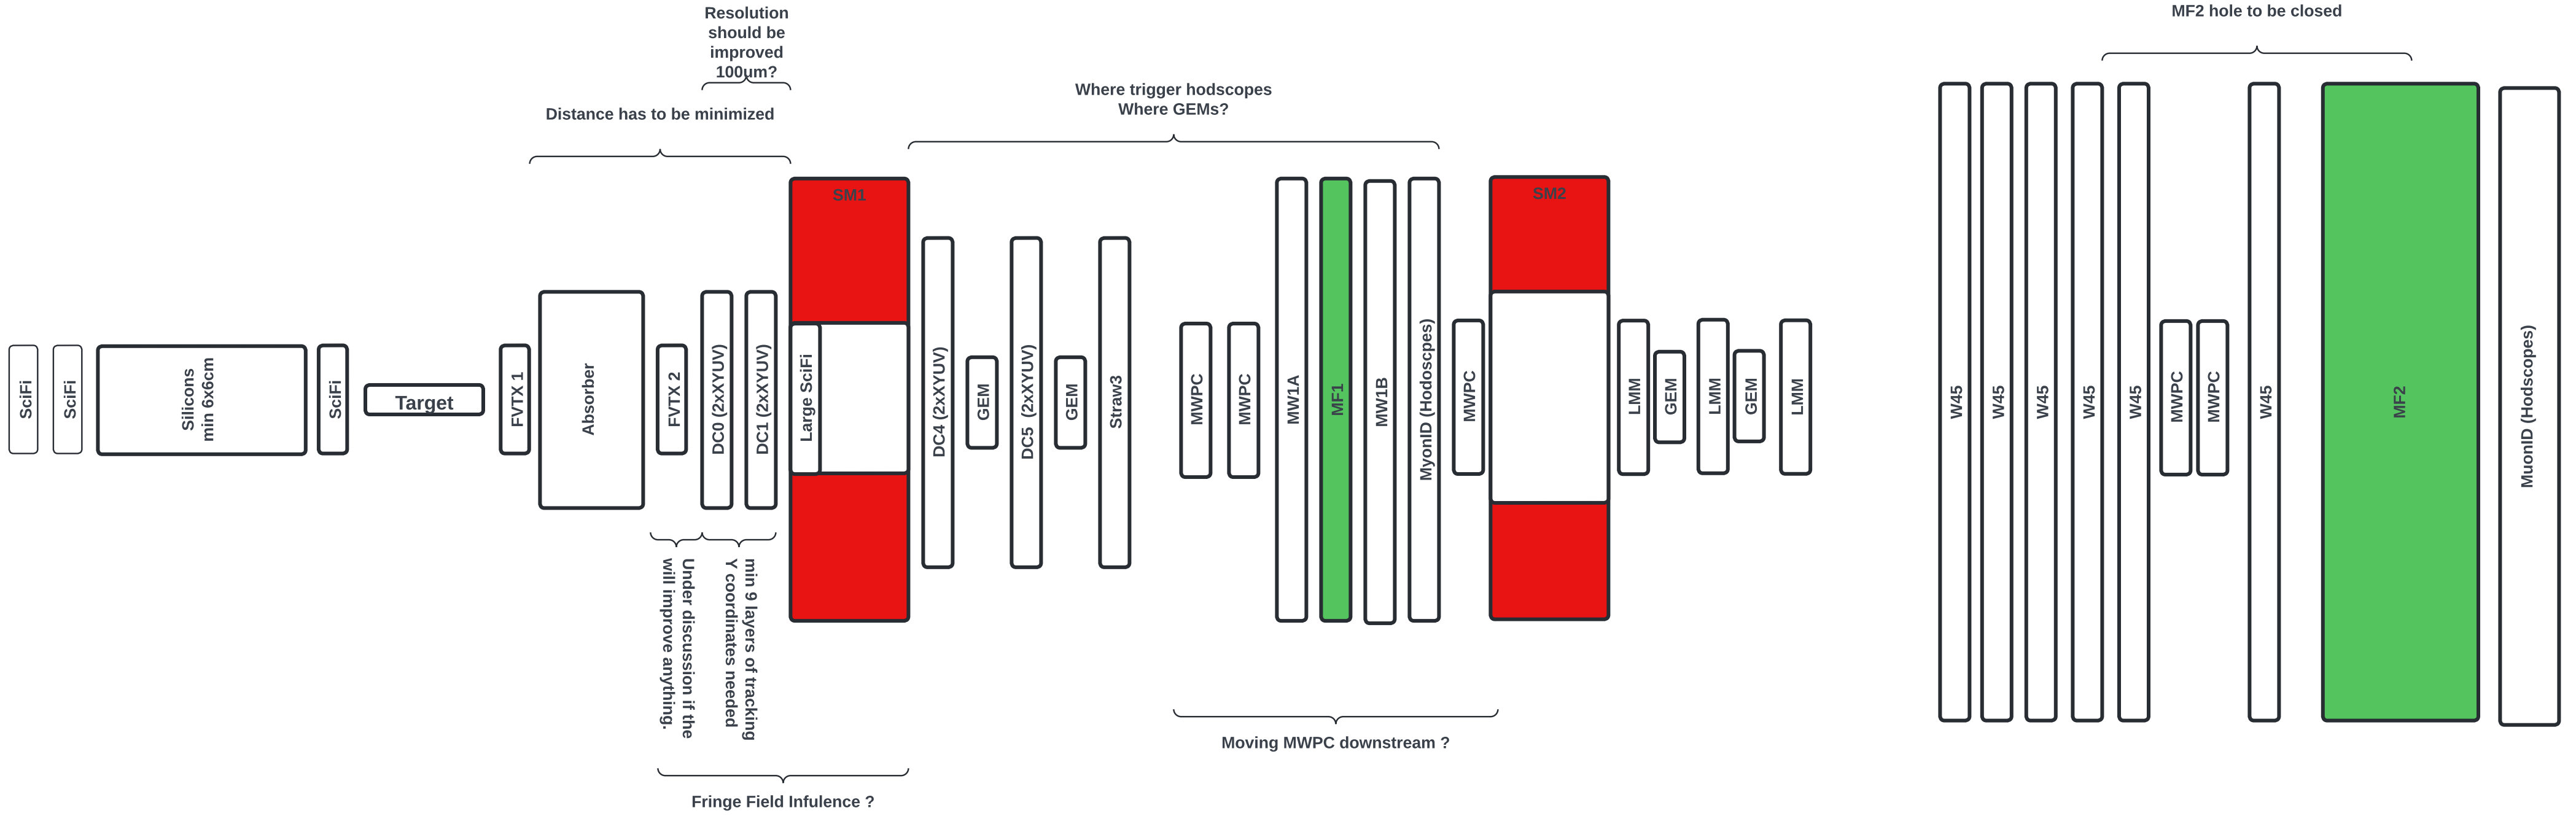 Resolution
should be
improved
100um?
Distance has to be minimized
Where trigger hodscopes
Where GEMs?
MF2 hole to be closed
SciFi
SciFi
Silicons
min 6x6cm
SciFi
Target
FVTX 1
Absorber
FVTX 2
DC0 (2xXYUV)
DC1 (2xXYUV)
SM1
Large SciFi
DC4 (2xXYUV)
GEM
DC5 (2xXYUV)
GEM
Straw3
MWPC
MWPC
MW1A
MF1
MW1B
MyonID (Hodoscpes)
MWPC
SM2
LMM
GEM
LMM
GEM
LMM
W45
W45
W45
W45
W45
MWPC
MWPC
W45
MF2
MuonID (Hodscopes)
Under discussion if the
will improve anything.
min 9 layers of tracking
Y coordinates needed
Moving MWPC downstream ?
Fringe Field Infulence ?